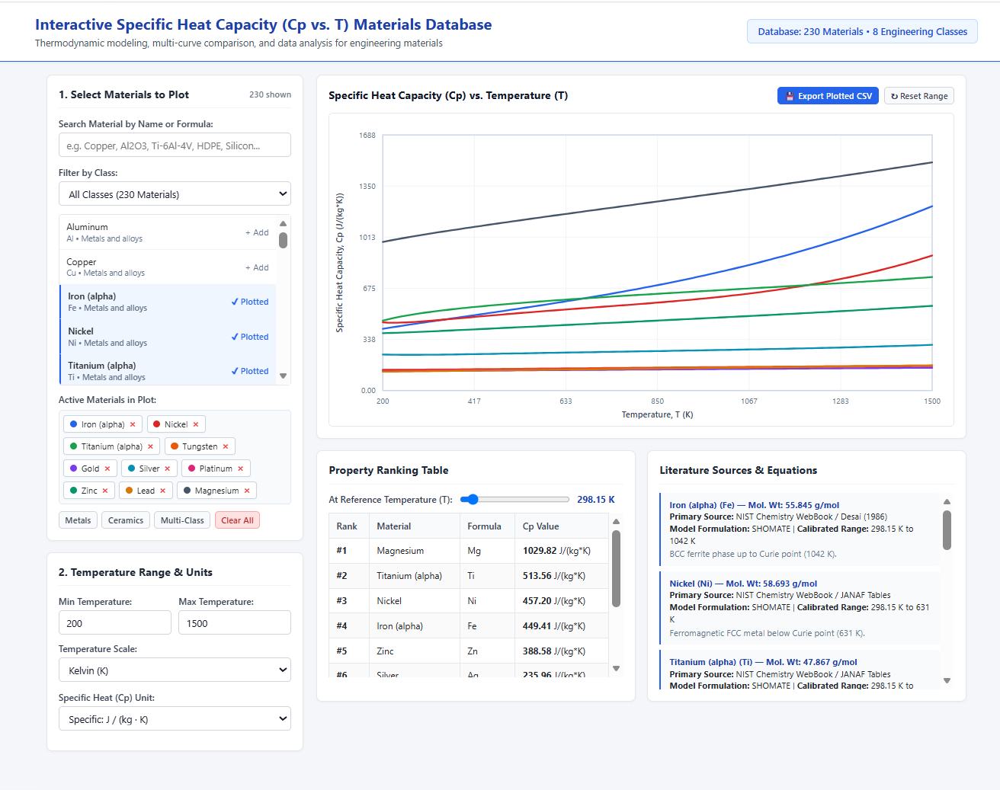 Interactive Specific Heat Capacity (Cp vs. T) Materials Database
Thermodynamic modeling, multi-curve comparison, and data analysis for engineering materials
Database: 230 Materials • 8 Engineering Classes
1. Select Materials to Plot
230 shown
Search Material by Name or Formula:
e.g. Copper, Al2O3, Ti-6Al-4V, HDPE, Silicon...
Filter by Class:
All Classes (230 Materials)
Aluminum
Al • Metals and alloys
+ Add
Copper
Cu • Metals and alloys
+ Add
Iron (alpha)
Fe • Metals and alloys
✓ Plotted
Nickel
Ni • Metals and alloys
✓ Plotted
Titanium (alpha)
Ti • Metals and alloys
✓ Plotted
Active Materials in Plot:
Iron (alpha) ×
Nickel ×
Titanium (alpha) ×
Tungsten ×
Gold ×
Silver ×
Platinum ×
Zinc ×
Lead ×
Magnesium ×
Metals
Ceramics
Multi-Class
Clear All
2. Temperature Range & Units
Min Temperature:
Max Temperature:
200
1500
Temperature Scale:
Kelvin (K)
Specific Heat (Cp) Unit:
Specific: J / (kg · K)
Specific Heat Capacity (Cp) vs. Temperature (T)
💾 Export Plotted CSV
↻ Reset Range
Specific Heat Capacity, Cp (J/(kg*K))
1688
1350
1013
675
338
0.00
200
417
633
850
1067
1283
1500
Temperature, T (K)
Property Ranking Table
At Reference Temperature (T):
298.15 K
Rank Material Formula Cp Value
#1 Magnesium Mg 1029.82 J/(kg*K)
#2 Titanium (alpha) Ti 513.56 J/(kg*K)
#3 Nickel Ni 457.20 J/(kg*K)
#4 Iron (alpha) Fe 449.41 J/(kg*K)
#5 Zinc Zn 388.58 J/(kg*K)
#6 Silver Ag 235.96 J/(kg*K)
Literature Sources & Equations
Iron (alpha) (Fe) — Mol. Wt: 55.845 g/mol
Primary Source: NIST Chemistry WebBook / Desai (1986)
Model Formulation: SHOMATE | Calibrated Range: 298.15 K to
1042 K
BCC ferrite phase up to Curie point (1042 K).
Nickel (Ni) — Mol. Wt: 58.693 g/mol
Primary Source: NIST Chemistry WebBook / JANAF Tables
Model Formulation: SHOMATE | Calibrated Range: 298.15 K to 631
K
Ferromagnetic FCC metal below Curie point (631 K).
Titanium (alpha) (Ti) — Mol. Wt: 47.867 g/mol
Primary Source: NIST Chemistry WebBook / JANAF Tables
Model Formulation: SHOMATE | Calibrated Range: 298.15 K to